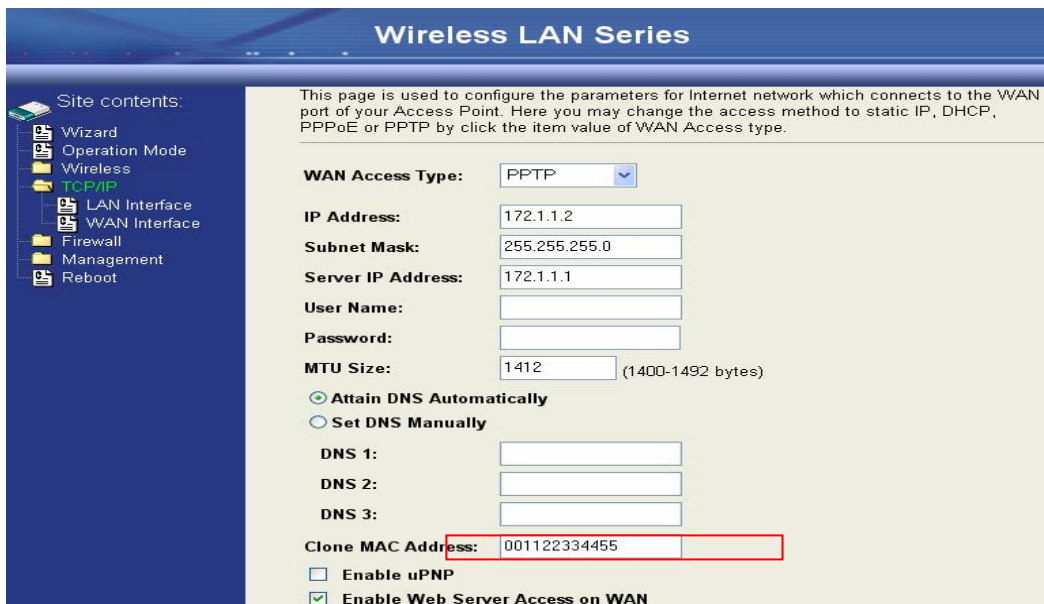 Wireless LAN Series
Site contents:
Wizard
Operation Mode
Wireless
TCP/IP
LAN Interface
WAN Interface
Firewall
Management
Reboot
This page is used to configure the parameters for Internet network which connects to the WAN
port of your Access Point. Here you may change the access method to static IP, DHCP,
PPPoE or PPTP by click the item value of WAN Access type.
WAN Access Type: PPTP
IP Address: 172.1.1.2
Subnet Mask: 255.255.255.0
Server IP Address: 172.1.1.1
User Name:
Password:
MTU Size: 1412 (1400-1492 bytes)
Attain DNS Automatically
Set DNS Manually
DNS 1:
DNS 2:
DNS 3:
Clone MAC Address: 001122334455
Enable uPNP
Enable Web Server Access on WAN